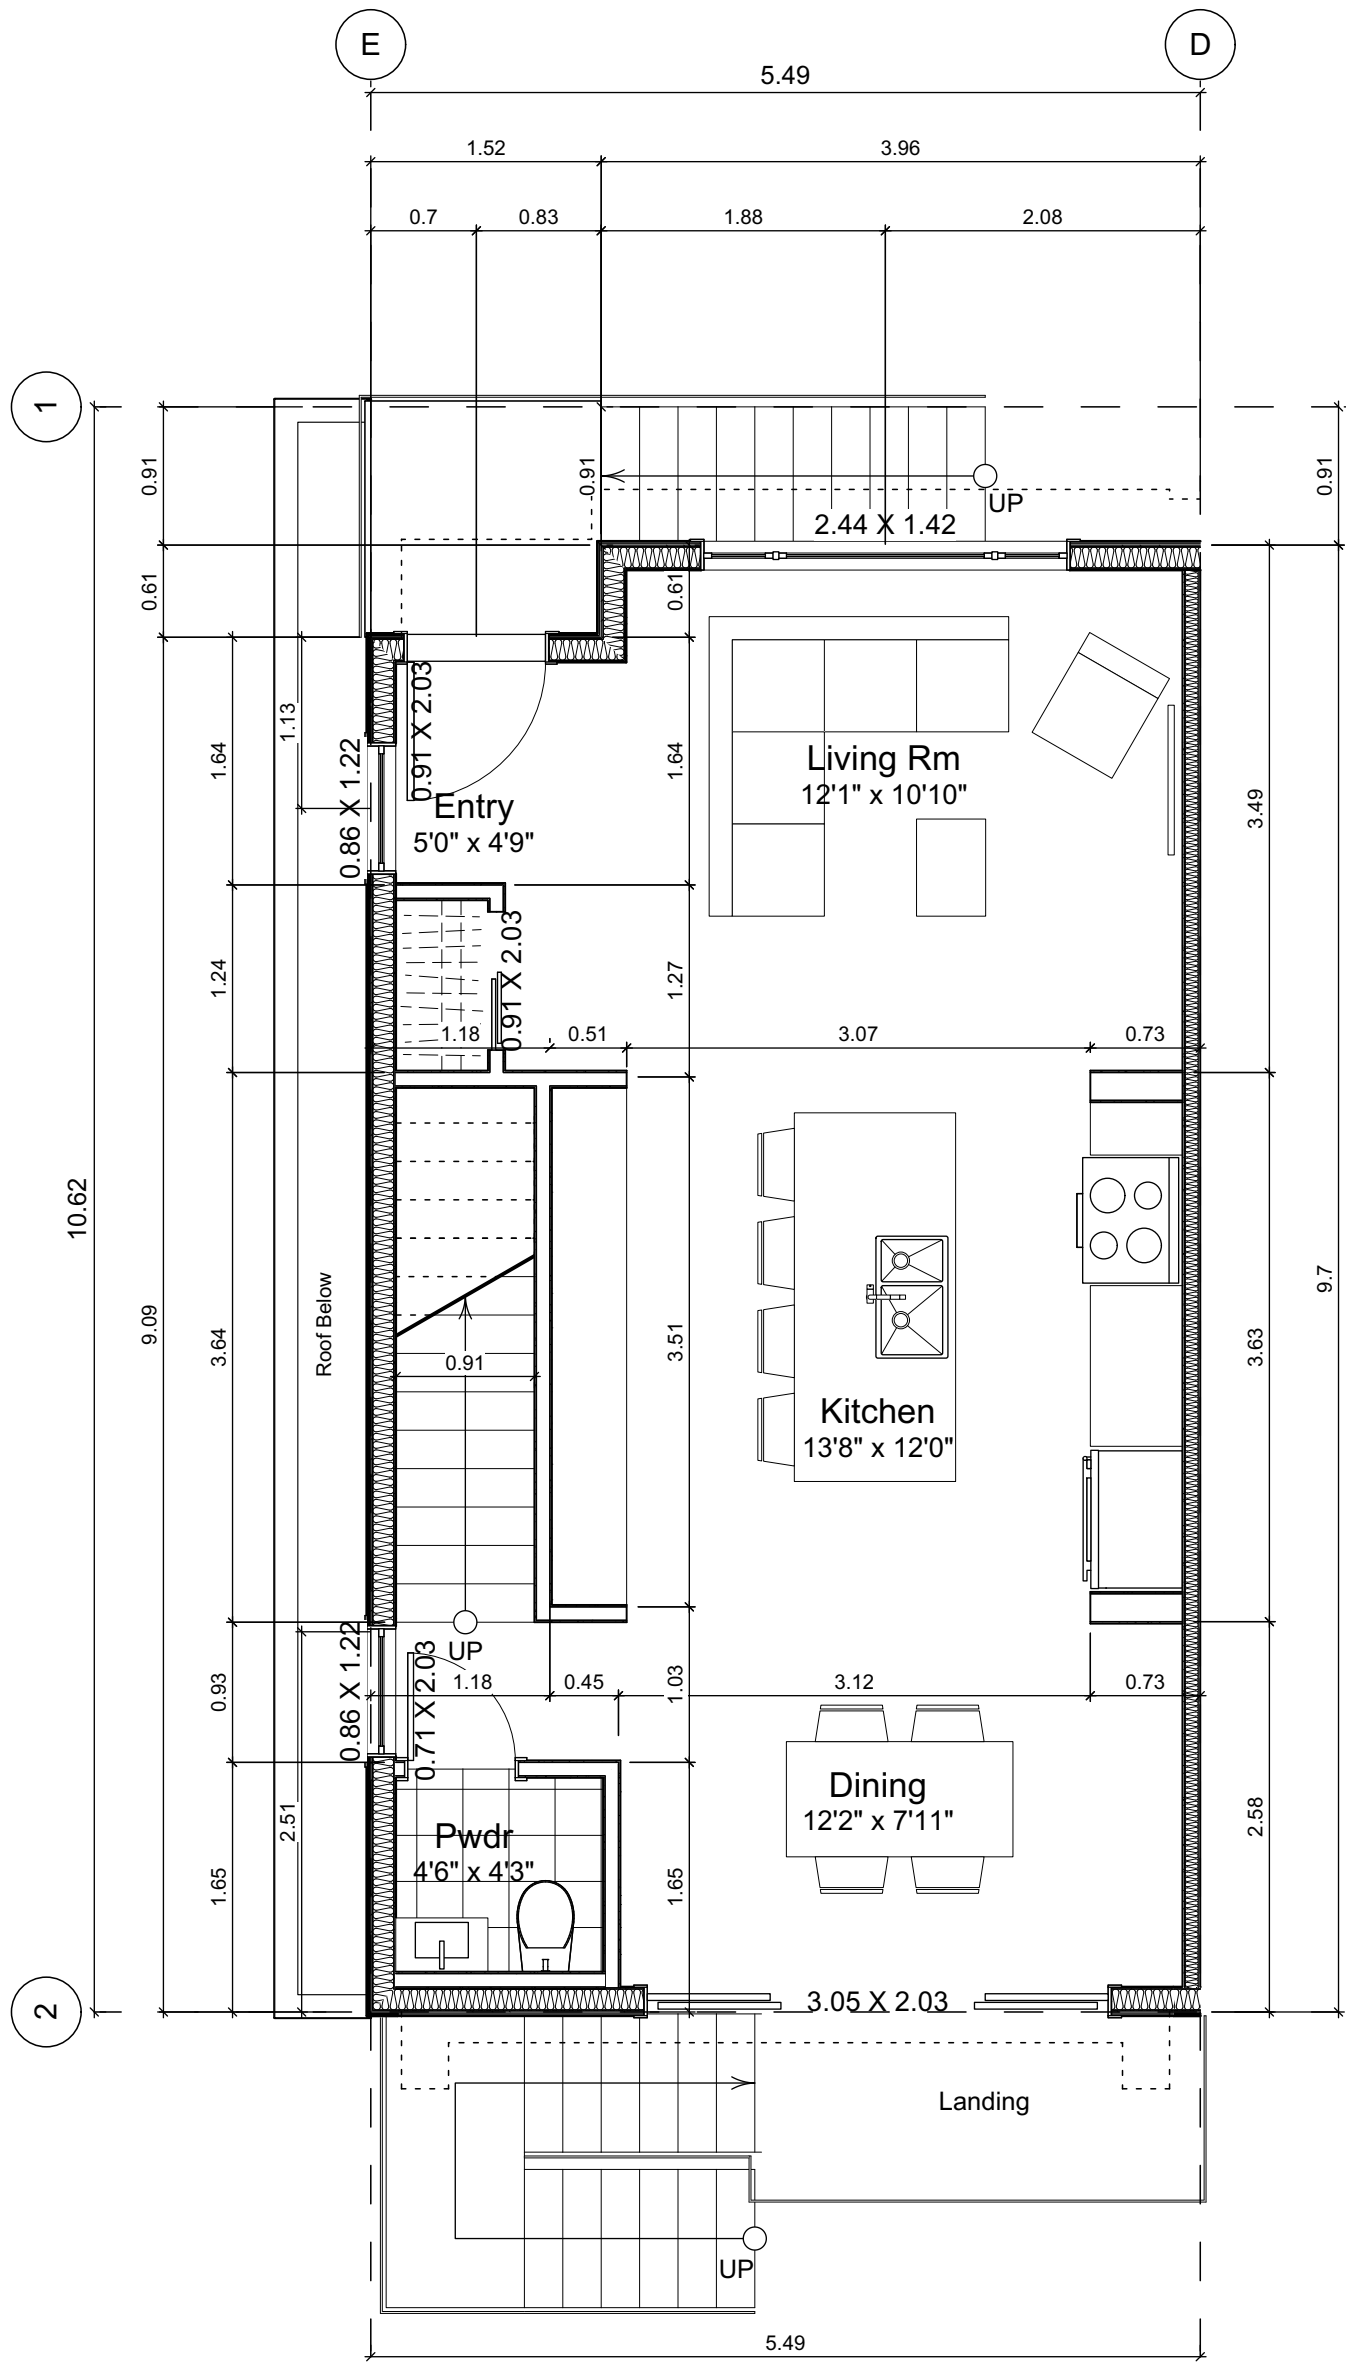 E
D
5.49
1.52
3.96
0.7
0.83
1.88
2.08
1
0.91
0.91
0.91
UP
2.44 X 1.42
0.61
0.61
0.91 X 2.03
1.13
1.64
1.64
0.86 X 1.22
Living Rm
12'1" x 10'10"
Entry
5'0" x 4'9"
3.49
0.91 X 2.03
1.24
1.27
1.18
0.51
3.07
0.73
10.62
9.09
3.64
Roof Below
0.91
3.51
9.7
3.63
Kitchen
13'8" x 12'0"
UP
0.86 X 1.22
0.71 X 2.03
0.93
1.18
0.45
1.03
3.12
0.73
2.51
Dining
12'2" x 7'11"
2.58
Pwdr
4'6" x 4'3"
1.65
1.65
2
3.05 X 2.03
Landing
UP
5.49